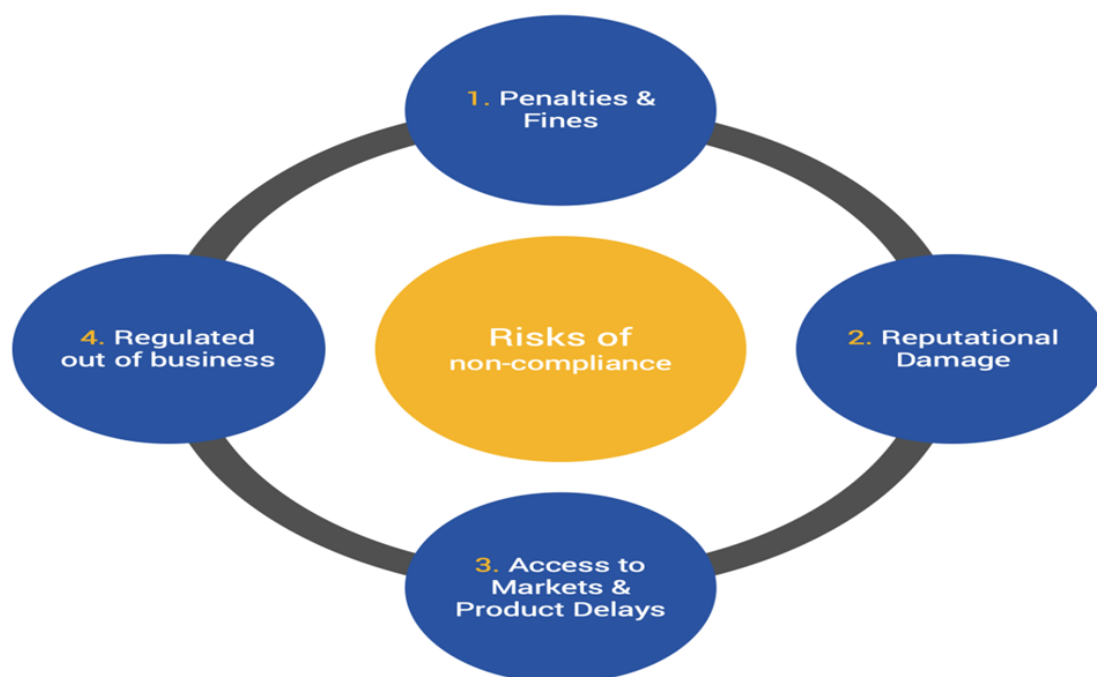 1. Penalties &
Fines
2. Reputational
Damage
3. Access to
Markets &
Product Delays
4. Regulated
out of business
Risks of
non-compliance